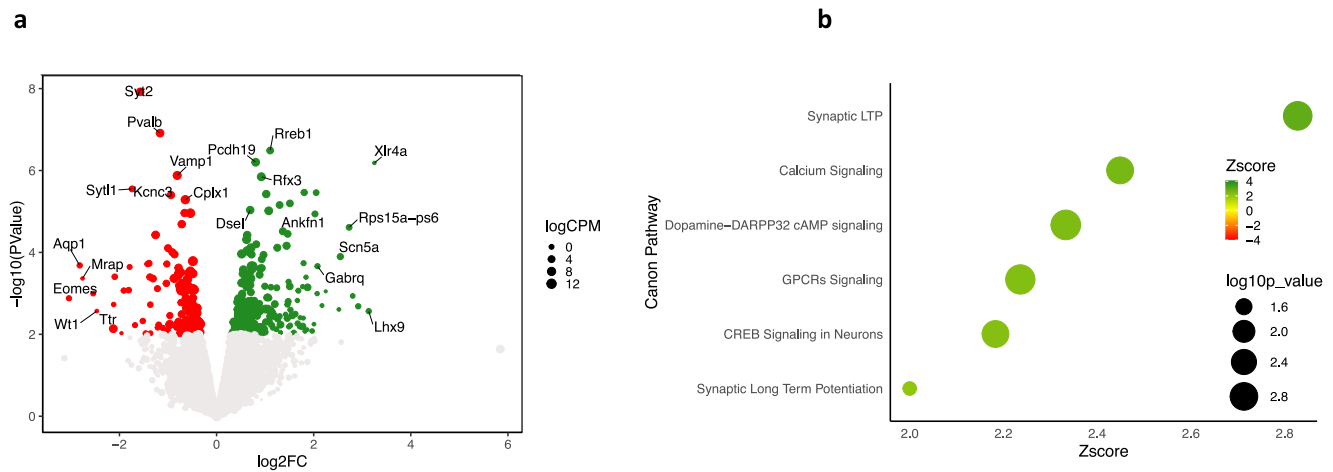 a
b
−log10(PValue)
8
6
4
2
0
−2
0
2
4
6
log2FC
Syt2
Pvalb
Vamp1
Sytl1
Kcnc3
Cplx1
Aqp1
Mrap
Eomes
Wt1
Ttr
Rreb1
Pcdh19
Xlr4a
Rfx3
Dsel
Ankfn1
Rps15a−ps6
Scn5a
Gabrq
Lhx9
logCPM
0
4
8
12
Canon Pathway
Synaptic LTP
Calcium Signaling
Dopamine−DARPP32 cAMP signaling
GPCRs Signaling
CREB Signaling in Neurons
Synaptic Long Term Potentiation
2.0
2.2
2.4
2.6
2.8
Zscore
Zscore
4
2
0
−2
−4
log10p_value
1.6
2.0
2.4
2.8